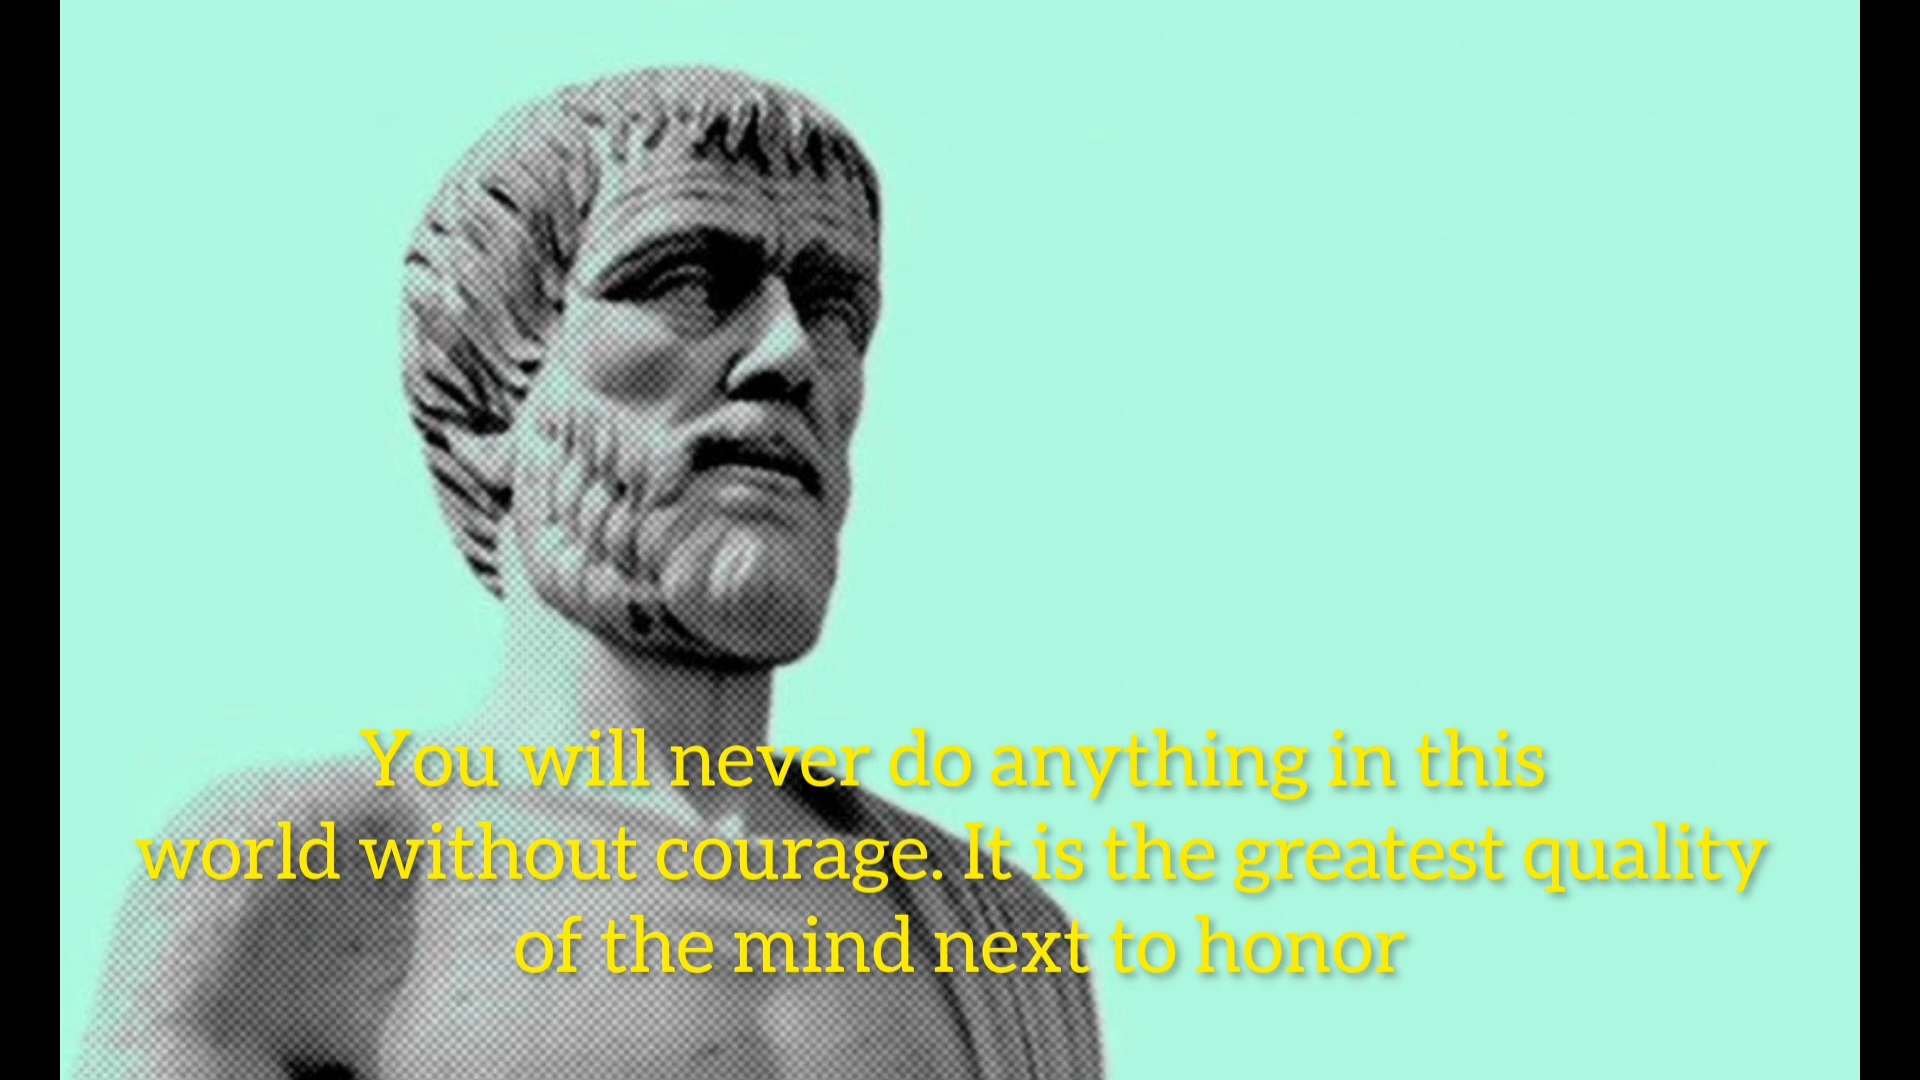 You will never do anything in this
world without courage. It is the greatest quality
of the mind next to honor